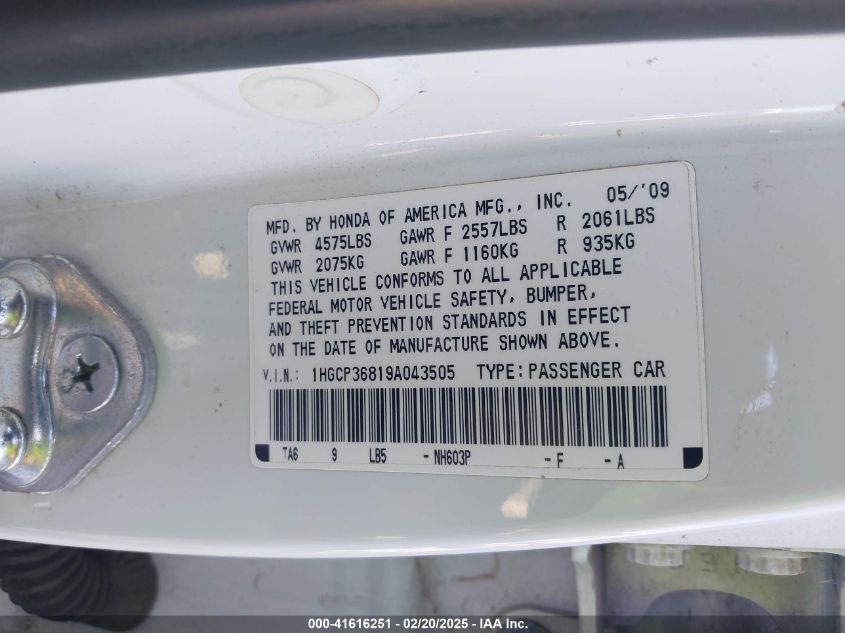 MFD. BY HONDA OF AMERICA MFG., INC. 05/'09
GVWR 4575LBS GAWR F 2557LBS R 2061LBS
GVWR 2075KG GAWR F 1160KG R 935KG
THIS VEHICLE CONFORMS TO ALL APPLICABLE
FEDERAL MOTOR VEHICLE SAFETY, BUMPER,
AND THEFT PREVENTION STANDARDS IN EFFECT
ON THE DATE OF MANUFACTURE SHOWN ABOVE.
V.I.N.: 1HGCP36819A043505 TYPE:PASSENGER CAR
TA6 9 LB5 -NH603P -F -A
000-41616251 - 02/20/2025 - IAA Inc.